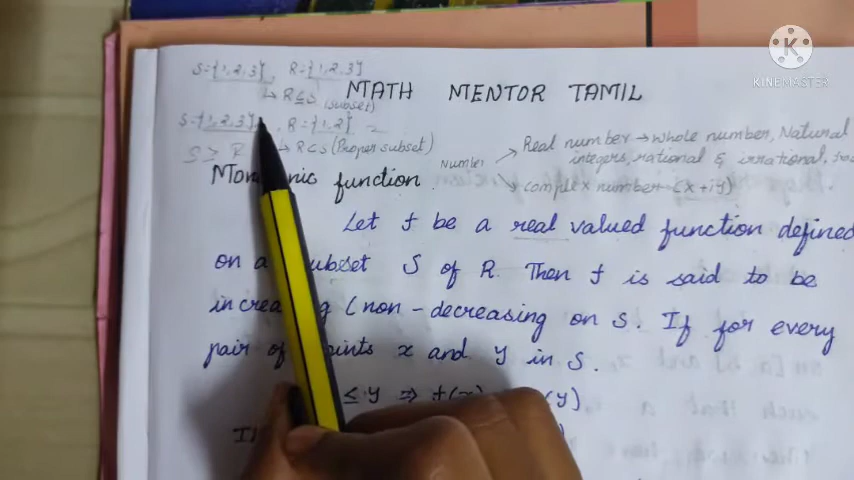 S={1,2,3}, R={1,2,3}
↳ R⊆S (subset)
MATH MENTOR TAMIL
S={1,2,3}, R={1,2}
S > R ↳ R⊂S (Proper subset)
Number → Real number → whole number, Natural
integers, rational & irrational,
complex number (x+iy)
function
Let f be a real valued function defined
on a subset S of R. Then f is said to be
(non-decreasing on S. If for every
pair of x and y in S.
≤ y ⇒ f(x) (y).
KINEMASTER